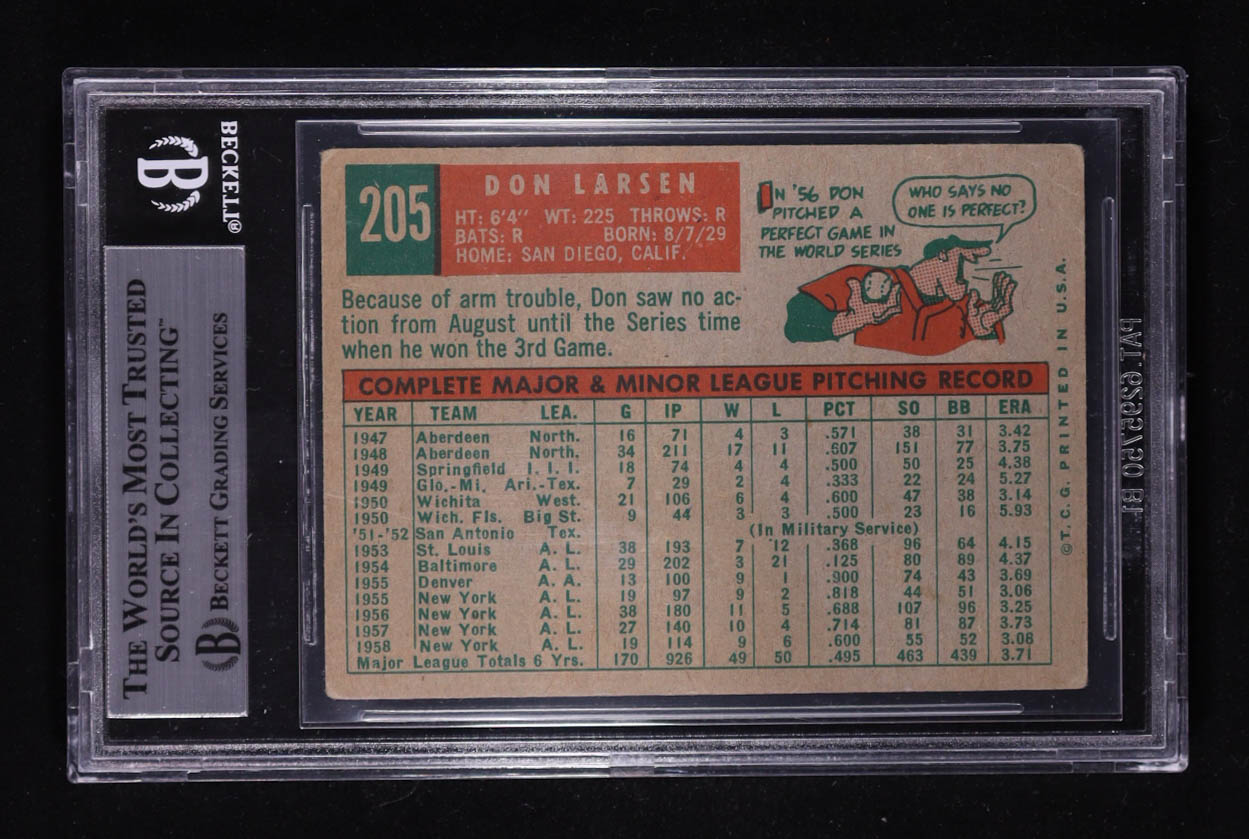 BECKETT®
B
THE WORLD'S MOST TRUSTED
SOURCE IN COLLECTING™
B BECKETT GRADING SERVICES
205
DON LARSEN
HT: 6'4" WT: 225 THROWS: R
BATS: R BORN: 8/7/29
HOME: SAN DIEGO, CALIF.
IN '56 DON
PITCHED A
PERFECT GAME IN
THE WORLD SERIES
WHO SAYS NO
ONE IS PERFECT?
Because of arm trouble, Don saw no ac-
tion from August until the Series time
when he won the 3rd Game.
COMPLETE MAJOR & MINOR LEAGUE PITCHING RECORD
YEAR TEAM LEA. G IP W L PCT SO BB ERA
1947 Aberdeen North. 16 71 4 3 .571 38 31 3.42
1948 Aberdeen North. 34 211 17 11 .607 151 77 3.75
1949 Springfield I. I. I. 18 74 4 4 .500 50 25 4.38
1949 Glo.-Mi. Ari.-Tex. 7 29 2 4 .333 22 24 5.27
1950 Wichita West. 21 106 6 4 .600 47 38 3.14
1950 Wich. Fls. Big St. 9 44 3 3 .500 23 16 5.93
'51-'52 San Antonio Tex. (In Military Service)
1953 St. Louis A. L. 38 193 7 12 .368 96 64 4.15
1954 Baltimore A. L. 29 202 3 21 .125 80 89 4.37
1955 Denver A. A. 13 100 9 1 .900 74 43 3.69
1955 New York A. L. 19 97 9 2 .818 44 51 3.06
1956 New York A. L. 38 180 11 5 .688 107 96 3.25
1957 New York A. L. 27 140 10 4 .714 81 87 3.73
1958 New York A. L. 19 114 9 6 .600 55 52 3.08
Major League Totals 6 Yrs. 170 926 49 50 .495 463 439 3.71
©T. C. G. PRINTED IN U.S.A.